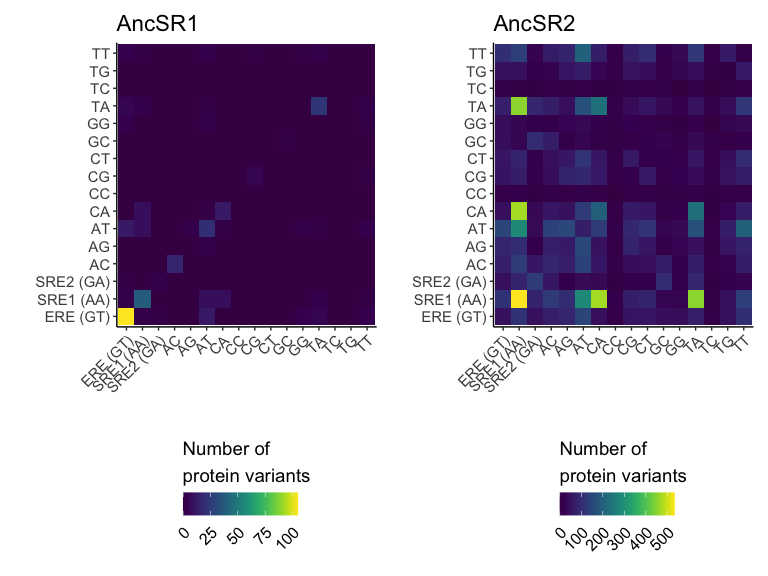 AncSR1
TT
TG
TC
TA
GG
GC
CT
CG
CC
CA
AT
AG
AC
SRE2 (GA)
SRE1 (AA)
ERE (GT)
ERE (GT)
SRE1 (AA)
SRE2 (GA)
AC
AG
AT
CA
CC
CG
CT
GC
GG
TA
TC
TG
TT
Number of
protein variants
0
25
50
75
100
AncSR2
TT
TG
TC
TA
GG
GC
CT
CG
CC
CA
AT
AG
AC
SRE2 (GA)
SRE1 (AA)
ERE (GT)
ERE (GT)
SRE1 (AA)
SRE2 (GA)
AC
AG
AT
CA
CC
CG
CT
GC
GG
TA
TC
TG
TT
Number of
protein variants
0
100
200
300
400
500